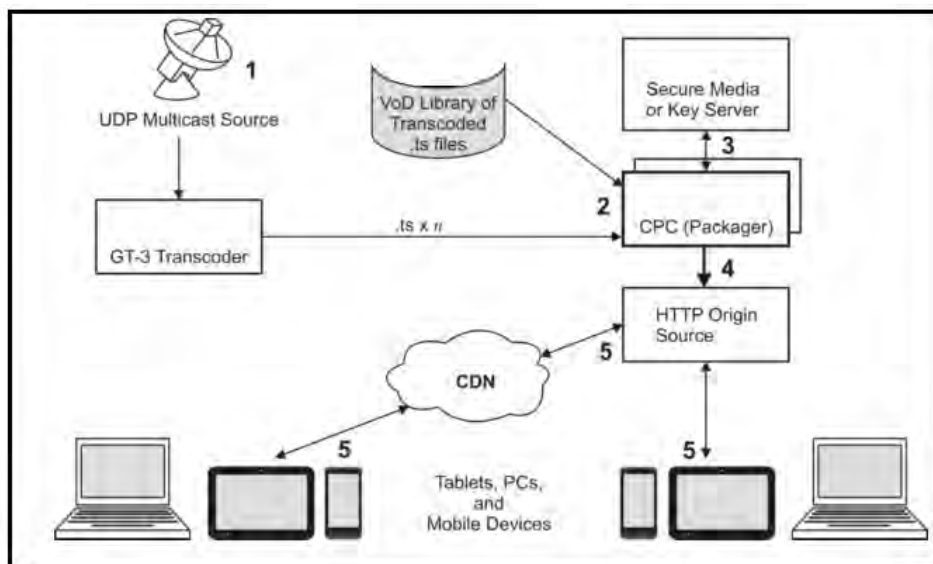 1
UDP Multicast Source
VoD Library of
Transcoded
.ts files
Secure Media
or Key Server
3
2
CPC (Packager)
.ts x n
GT-3 Transcoder
4
HTTP Origin
Source
5
CDN
5
5
Tablets, PCs,
and
Mobile Devices